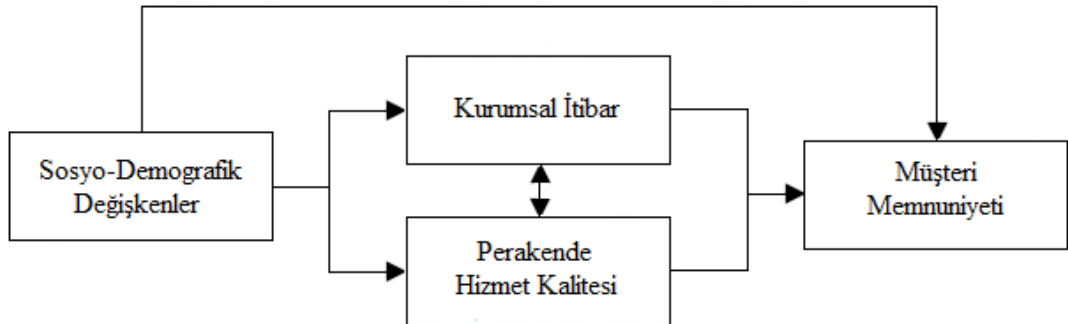 Kurumsal İtibar
Sosyo-Demografik
Değişkenler
Müşteri
Memnuniyeti
Perakende
Hizmet Kalitesi